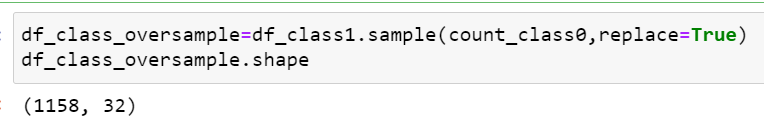 df_class_oversample=df_class1.sample(count_class0,replace=True)
df_class_oversample.shape
(1158, 32)